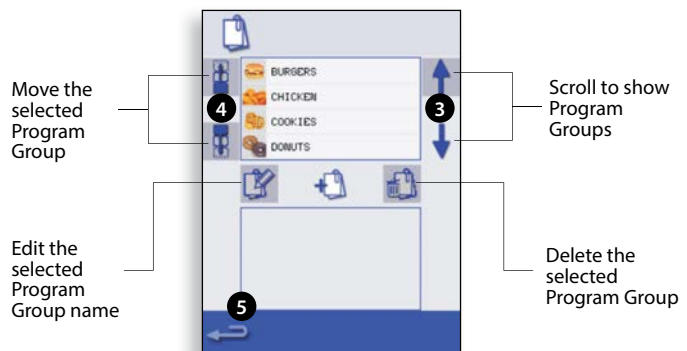 BURGERS
CHICKEN
COOKIES
DONUTS
4
3
5
Move the
selected
Program
Group
Scroll to show
Program
Groups
Edit the
selected
Program
Group name
Delete the
selected
Program Group